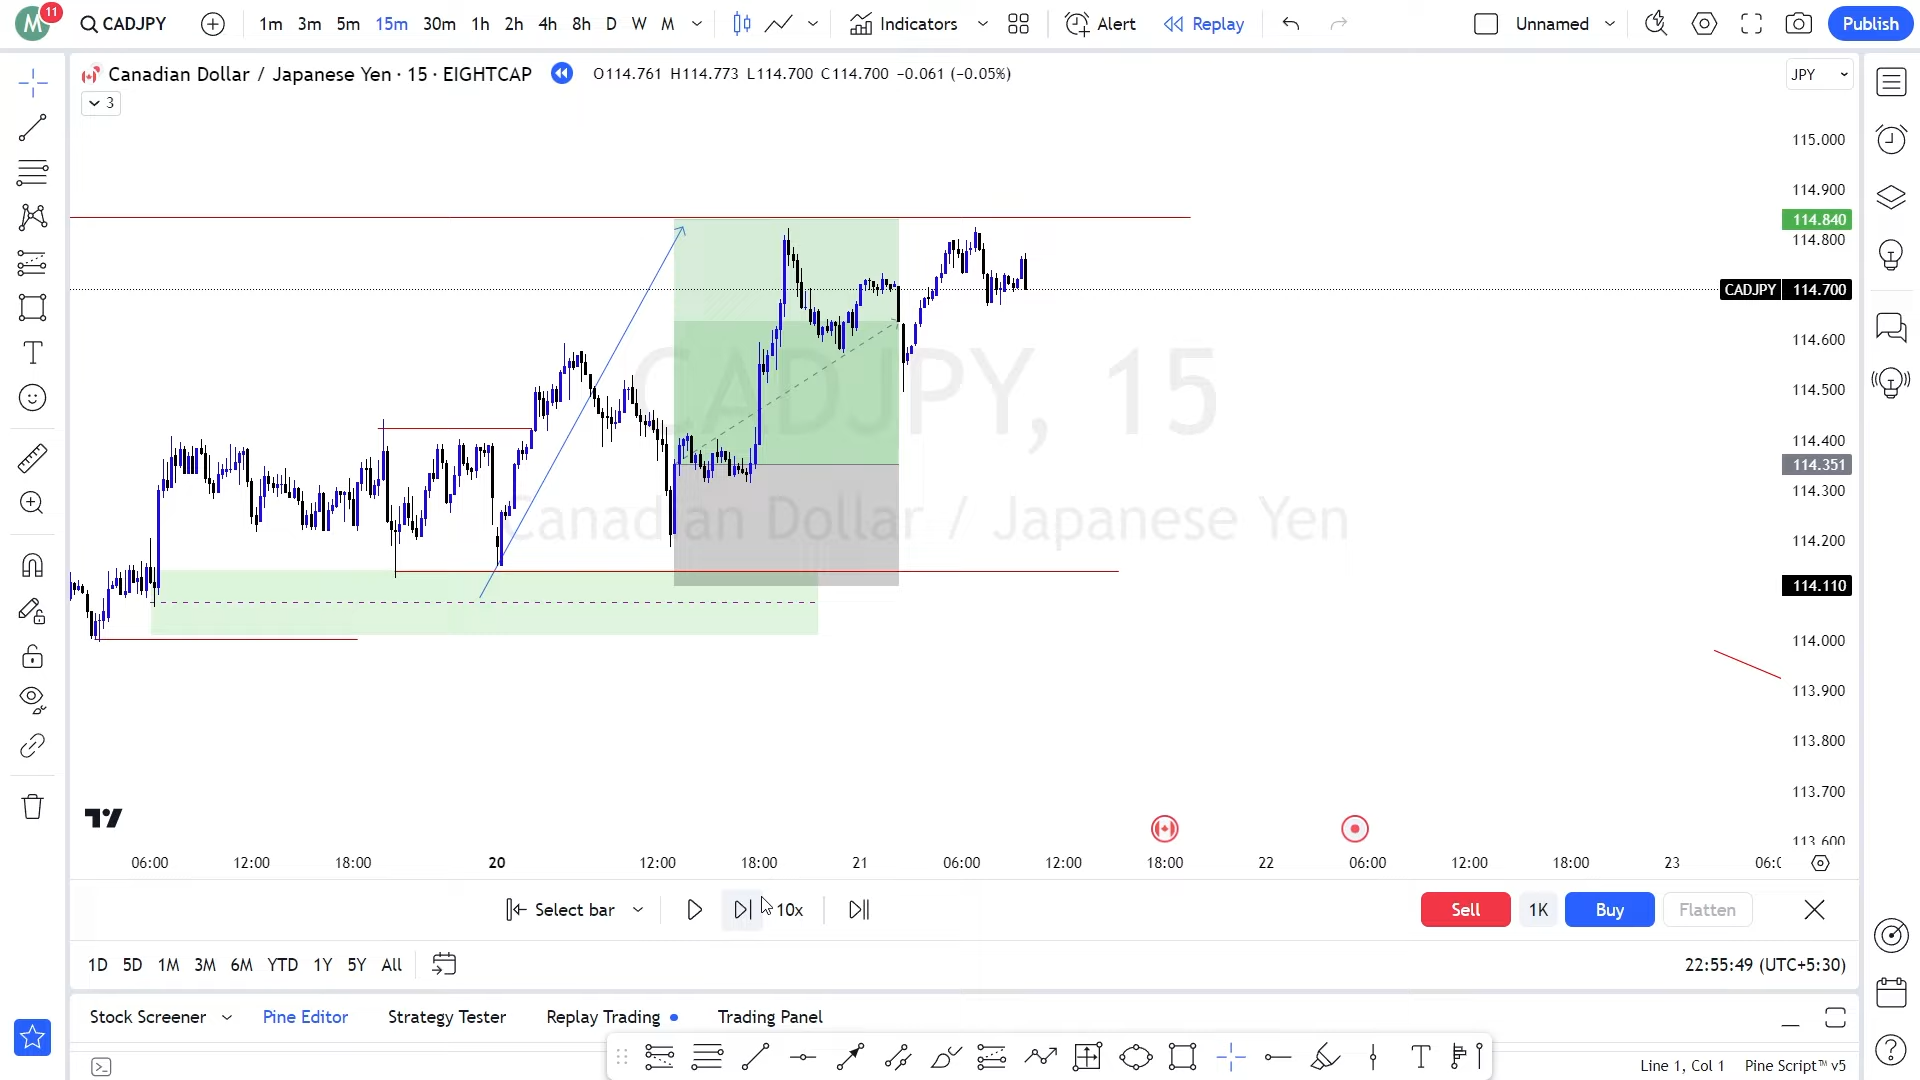 M 11 CADJPY 1m 3m 5m 15m 30m 1h 2h 4h 8h D W M Indicators Alert Replay Unnamed Publish
Canadian Dollar / Japanese Yen · 15 · EIGHTCAP O114.761 H114.773 L114.700 C114.700 −0.061 (−0.05%) JPY
3
115.000
114.900
114.840
114.800
CADJPY 114.700
114.600
114.500
114.400
114.351
114.300
114.200
114.110
114.000
113.900
113.800
113.700
113.600
CADJPY, 15
Canadian Dollar / Japanese Yen
06:00 12:00 18:00 20 12:00 18:00 21 06:00 12:00 18:00 22 06:00 12:00 18:00 23
Select bar 10x Sell 1K Buy Flatten
1D 5D 1M 3M 6M YTD 1Y 5Y All 22:55:49 (UTC+5:30)
Stock Screener Pine Editor Strategy Tester Replay Trading Trading Panel
Line 1, Col 1 Pine Script™ v5